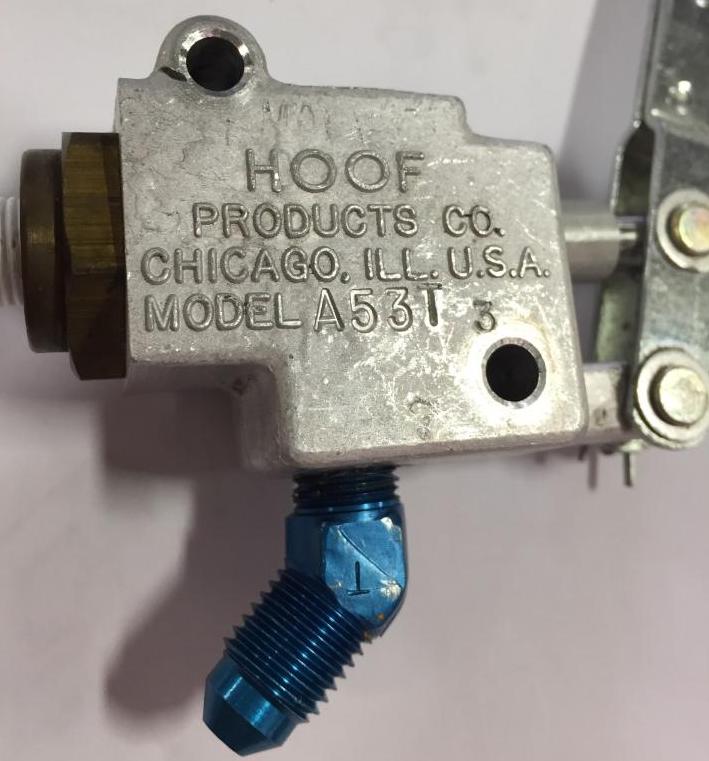 HOOF
PRODUCTS CO.
CHICAGO, ILL. U.S.A.
MODEL A53T 3
T